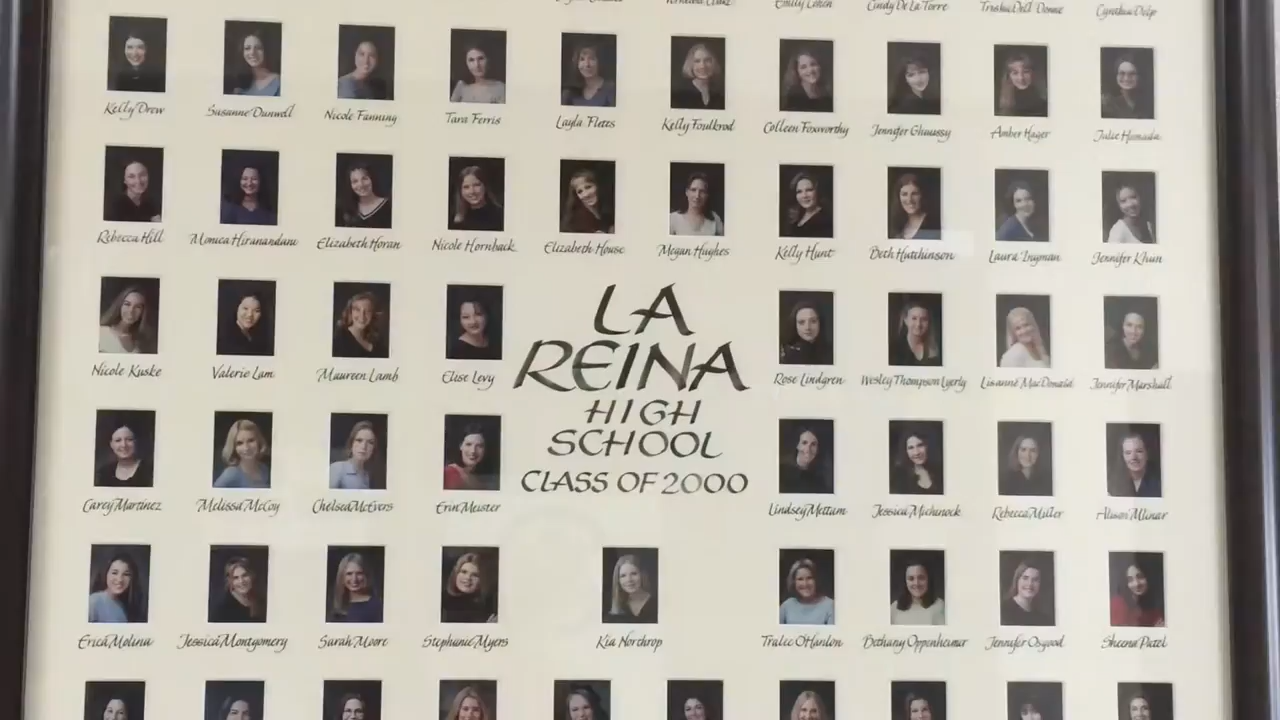 Emily Cohen Cindy De La Torre Cynthia Delp
Kelly Drew Susanne Dunwell Nicole Fanning Tara Ferris Layla Fletes Kelly Foulkrod Colleen Foxworthy Jennifer Ghuussy Amber Hager Julie Hamada
Rebecca Hill Monica Hiranandani Elizabeth Horan Nicole Hornback Elizabeth House Megan Hughes Kelly Hunt Beth Hutchinson Laura Ingman Jennifer Khun
LA
REINA
HIGH
SCHOOL
CLASS OF 2000
Nicole Kuske Valerie Lam Maureen Lamb Elise Levy Rose Lindgren Wesley Thompson Lyerly Lisanne MacDonald Jennifer Marshall
Carey Martinez Melissa McCoy Chelsea McEvers Erin Meister Lindsey Mettam Jessica Michinock Rebecca Miller Alison Mlinar
Erica Molina Jessica Montgomery Sarah Moore Stephanie Myers Kia Northrop Tralee O'Hanlon Bethany Oppenheimer Jennifer Osgood Sheena Patel